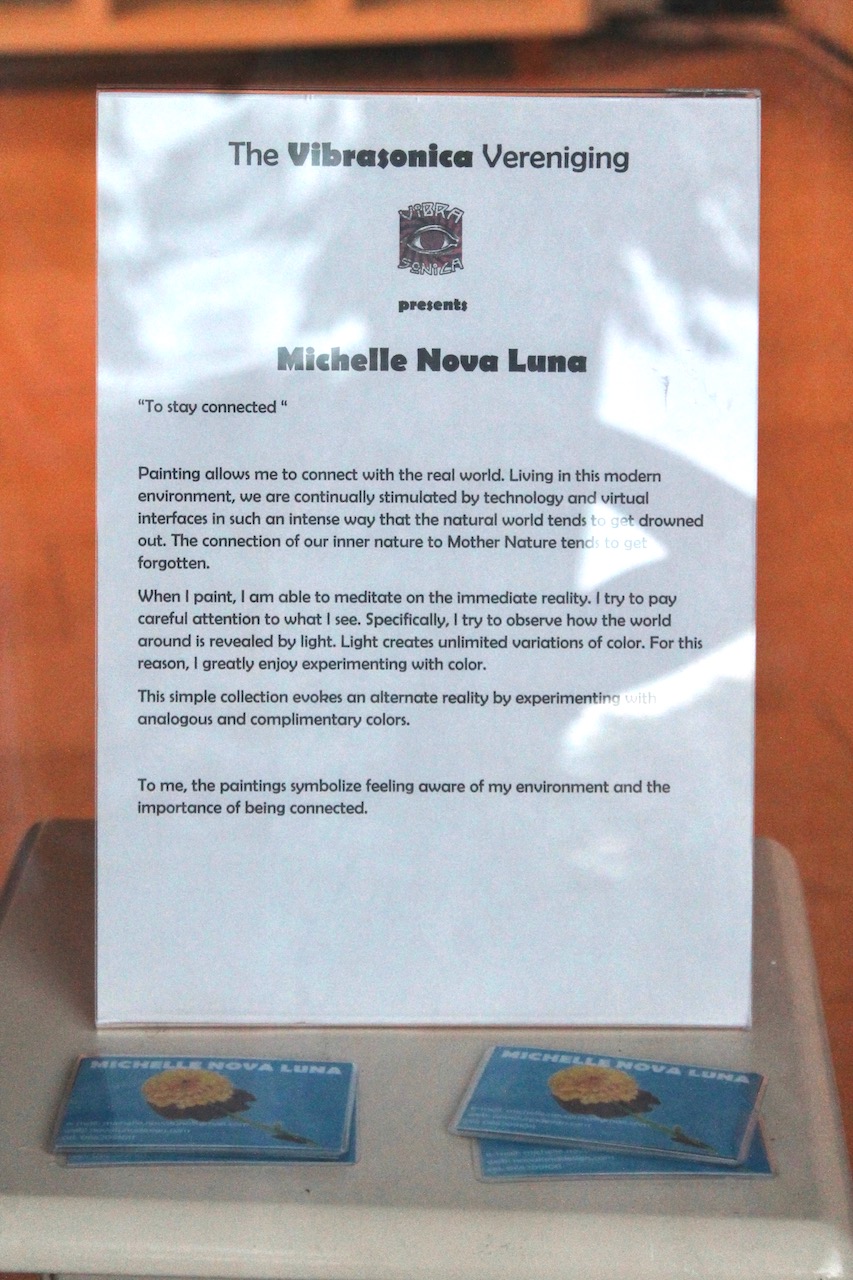 The Vibrasonica Vereniging
VIBRA
SONICA
presents
Michelle Nova Luna
"To stay connected "
Painting allows me to connect with the real world. Living in this modern
environment, we are continually stimulated by technology and virtual
interfaces in such an intense way that the natural world tends to get drowned
out. The connection of our inner nature to Mother Nature tends to get
forgotten.
When I paint, I am able to meditate on the immediate reality. I try to pay
careful attention to what I see. Specifically, I try to observe how the world
around is revealed by light. Light creates unlimited variations of color. For this
reason, I greatly enjoy experimenting with color.
This simple collection evokes an alternate reality by experimenting with
analogous and complimentary colors.
To me, the paintings symbolize feeling aware of my environment and the
importance of being connected.
MICHELLE NOVA LUNA
MICHELLE NOVA LUNA